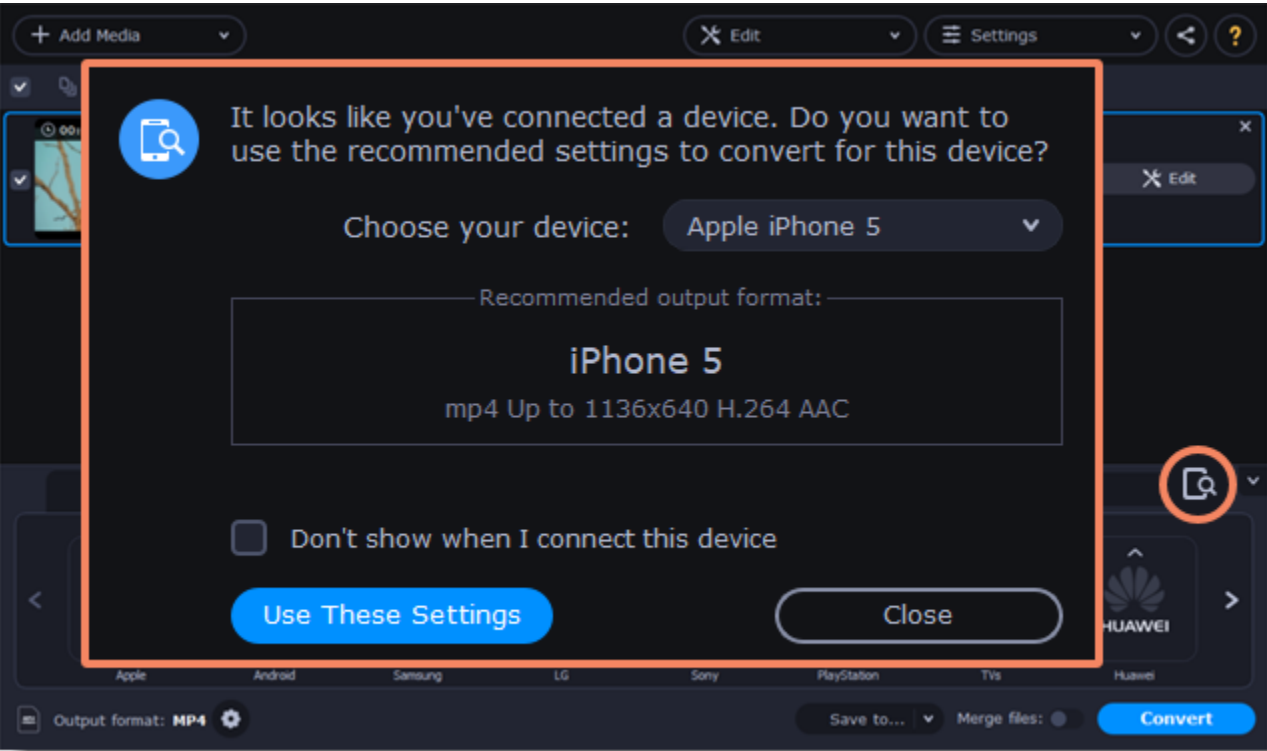 Add Media
Edit
Settings
?
00:
It looks like you've connected a device. Do you want to
use the recommended settings to convert for this device?
Edit
Choose your device: Apple iPhone 5
Recommended output format:
iPhone 5
mp4 Up to 1136x640 H.264 AAC
Don't show when I connect this device
Use These Settings
Close
HUAWEI
Apple
Android
Samsung
LG
Sony
PlayStation
TVs
Huawei
Output format: MP4
Save to...
Merge files:
Convert